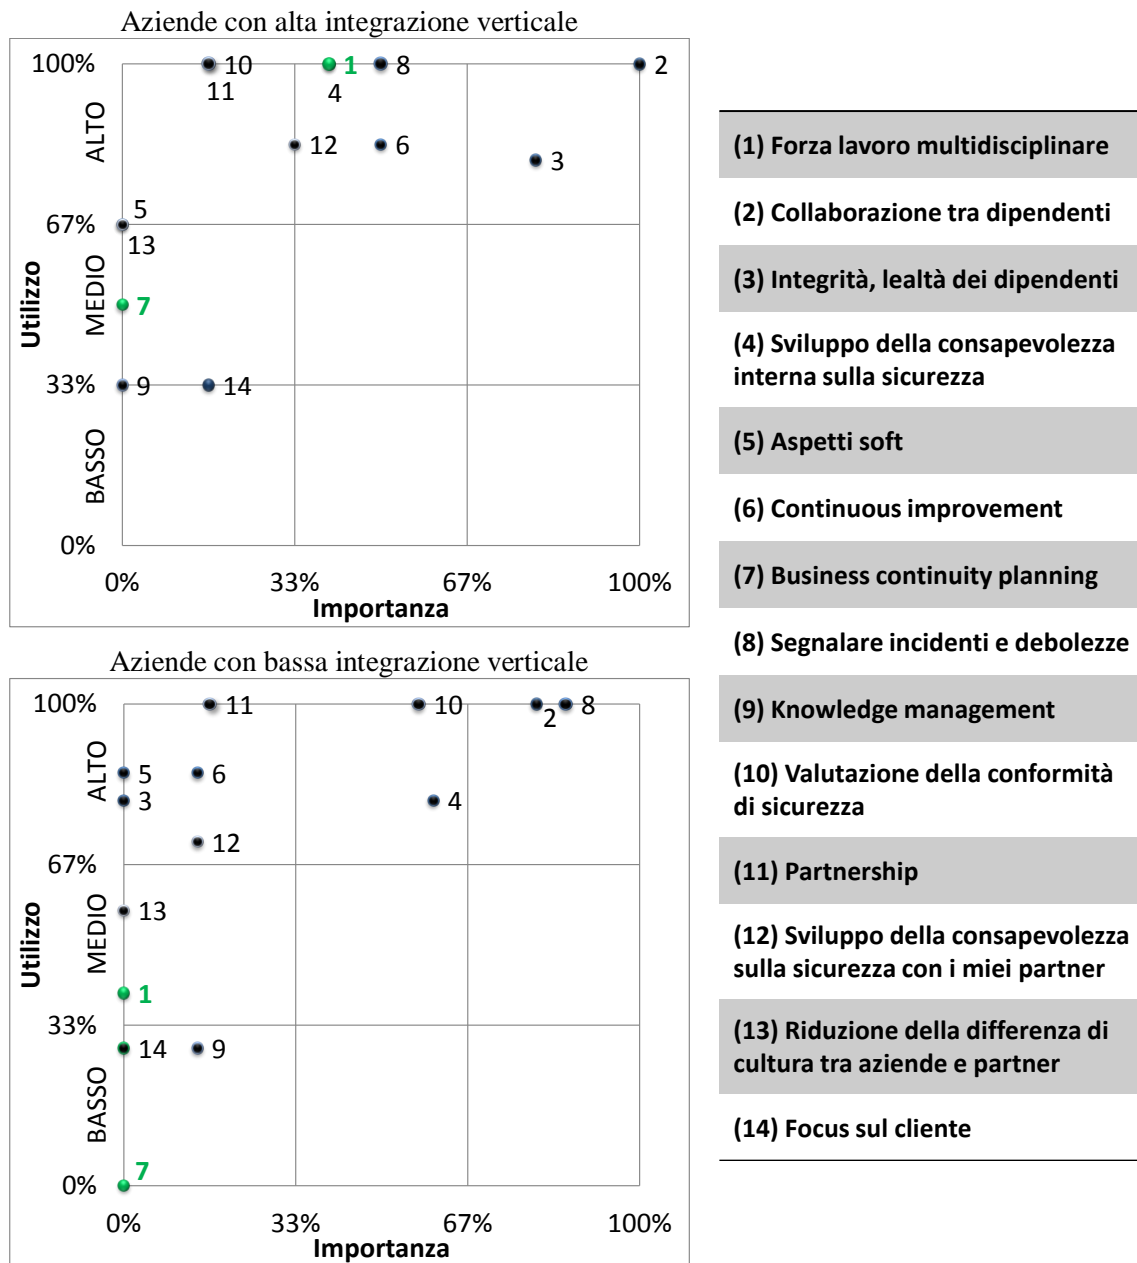 Aziende con alta integrazione verticale
100%
67%
33%
0%
ALTO
MEDIO
BASSO
Utilizzo
10
11
1
4
8
2
12
6
3
5
13
7
9
14
0%
33%
67%
100%
Importanza
Aziende con bassa integrazione verticale
100%
67%
33%
0%
ALTO
MEDIO
BASSO
Utilizzo
11
10
2
8
5
6
3
4
12
13
1
14
9
7
0%
33%
67%
100%
Importanza
(1) Forza lavoro multidisciplinare
(2) Collaborazione tra dipendenti
(3) Integrità, lealtà dei dipendenti
(4) Sviluppo della consapevolezza
interna sulla sicurezza
(5) Aspetti soft
(6) Continuous improvement
(7) Business continuity planning
(8) Segnalare incidenti e debolezze
(9) Knowledge management
(10) Valutazione della conformità
di sicurezza
(11) Partnership
(12) Sviluppo della consapevolezza
sulla sicurezza con i miei partner
(13) Riduzione della differenza di
cultura tra aziende e partner
(14) Focus sul cliente